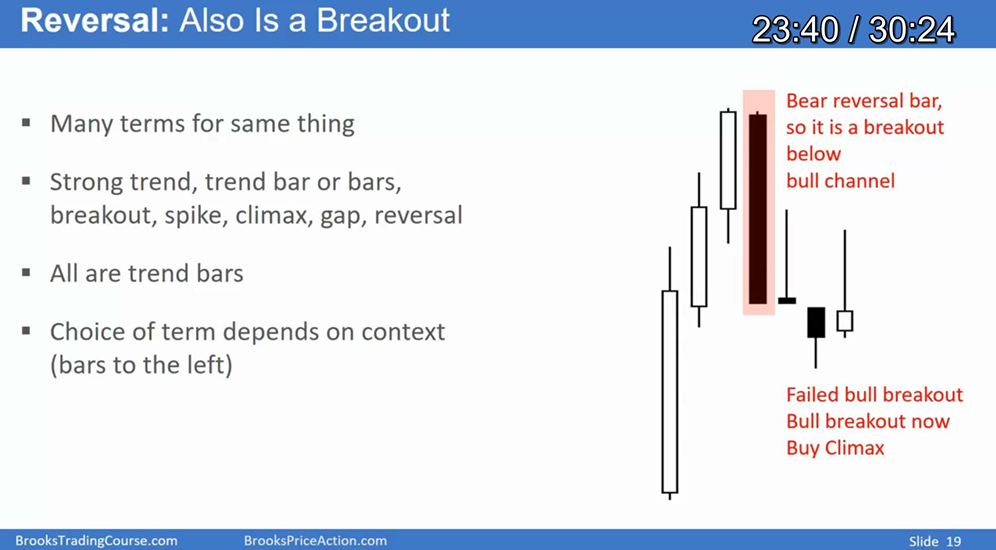 Reversal: Also Is a Breakout
23:40 / 30:24
▪ Many terms for same thing
▪ Strong trend, trend bar or bars,
breakout, spike, climax, gap, reversal
▪ All are trend bars
▪ Choice of term depends on context
(bars to the left)
Bear reversal bar,
so it is a breakout
below
bull channel
Failed bull breakout
Bull breakout now
Buy Climax
BrooksTradingCourse.com
BrooksPriceAction.com
Slide 19